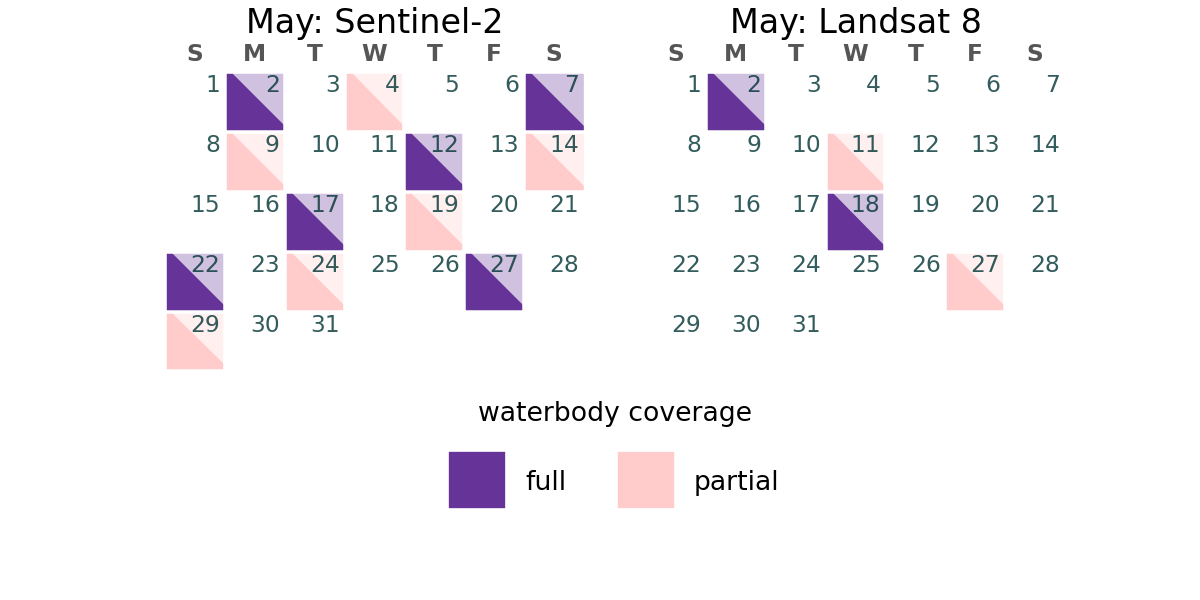 May: Sentinel-2
S M T W T F S
1 2 3 4 5 6 7
8 9 10 11 12 13 14
15 16 17 18 19 20 21
22 23 24 25 26 27 28
29 30 31
May: Landsat 8
S M T W T F S
1 2 3 4 5 6 7
8 9 10 11 12 13 14
15 16 17 18 19 20 21
22 23 24 25 26 27 28
29 30 31
waterbody coverage
full partial